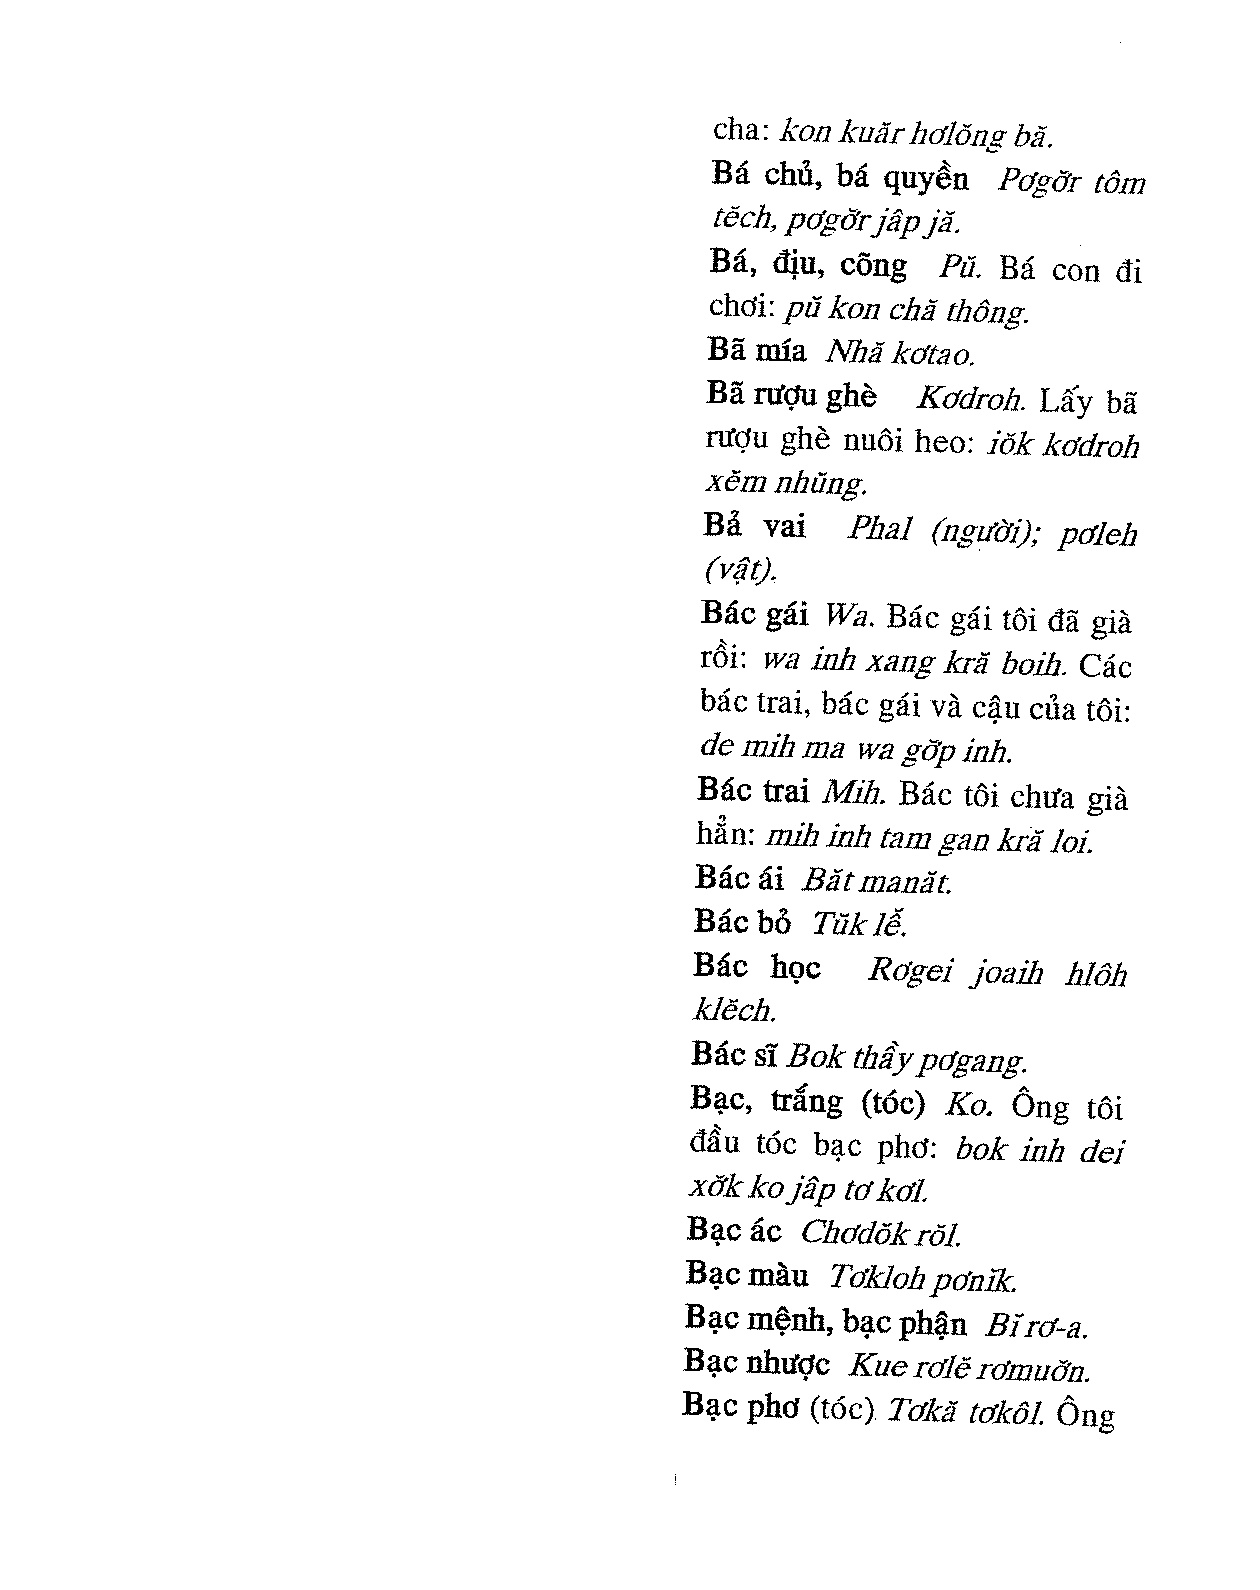 cha: kon kuăr hơlŏng bă.
Bá chủ, bá quyền Pơgơ̆r tôm
tĕch, pơgơ̆r jâp jă.
Bá, địu, cõng Pŭ. Bá con đi
chơi: pŭ kon chă thông.
Bã mía Nhă kơtao.
Bã rượu ghè Kơdroh. Lấy bã
rượu ghè nuôi heo: iŏk kơdroh
xĕm nhŭng.
Bả vai Phal (người); pơleh
(vật).
Bác gái Wa. Bác gái tôi đã già
rồi: wa inh xang kră boih. Các
bác trai, bác gái và cậu của tôi:
de mih ma wa gơ̆p inh.
Bác trai Mih. Bác tôi chưa già
hẳn: mih inh tam gan kră loi.
Bác ái Băt manăt.
Bác bỏ Tŭk lê̆.
Bác học Rơgei joaih hlôh
klĕch.
Bác sĩ Bok thầy pơgang.
Bạc, trắng (tóc) Ko. Ông tôi
đầu tóc bạc phơ: bok inh dei
xơ̆k ko jâp tơ kơl.
Bạc ác Chơdŏk rŏl.
Bạc màu Tơkloh pơnĭk.
Bạc mệnh, bạc phận Bĭ rơ-a.
Bạc nhược Kue rơlĕ rơmuơ̆n.
Bạc phơ (tóc) Tơkă tơkôl. Ông